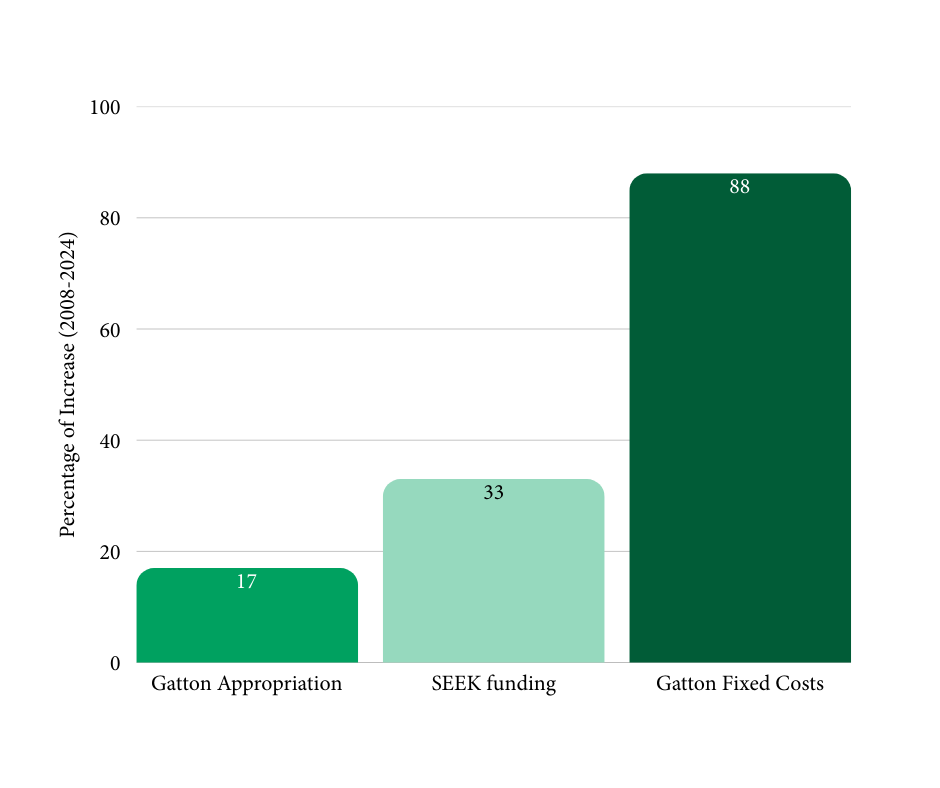 Percentage of Increase (2008-2024)
100
80
60
40
20
0
17
33
88
Gatton Appropriation
SEEK funding
Gatton Fixed Costs